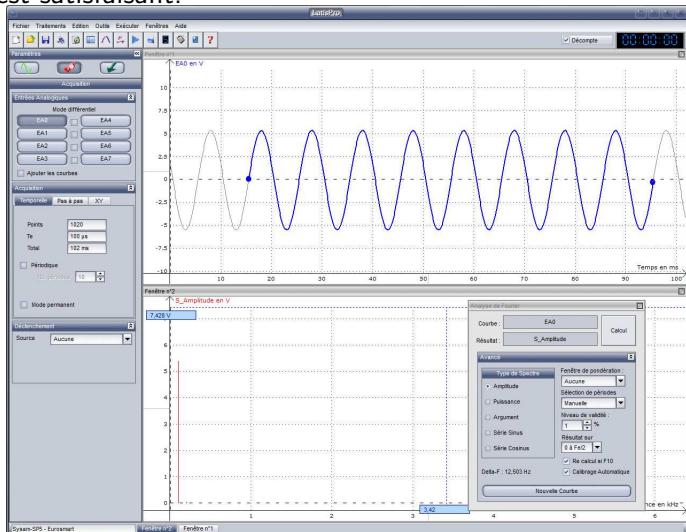 est satisfaisant.
LatisPro
Fichier Traitements Edition Outils Exécuter Fenêtres Aide
Décompte 00:00:00
Paramètres
Acquisition
Entrées Analogiques
Mode différentiel
EA0 EA4
EA1 EA5
EA2 EA6
EA3 EA7
Ajouter les courbes
Acquisition
Temporelle Pas à pas XY
Points 1020
Te 100 µs
Total 102 ms
Périodique
10
Mode permanent
Déclenchement
Source Aucune
Fenêtre n°1
EA0 en V
10
7.5
5
2.5
0
-2.5
-5
-7.5
-10
Temps en ms
10 20 30 40 50 60 70 80 90 100
Fenêtre n°2
S_Amplitude en V
7,428 V
6
5
4
3
2
1
0
1 2 3 4 5 6
3,42
nce en kHz
Analyse de Fourier
Courbe : EA0
Résultat : S_Amplitude
Calcul
Avancé
Type de Spectre
Amplitude
Puissance
Argument
Série Sinus
Série Cosinus
Fenêtre de pondération :
Aucune
Sélection de périodes
Manuelle
Niveau de validité :
1 %
Résultat sur
0 à Fe/2
Re calcul si F10
Calibrage Automatique
Delta-F : 12,503 Hz
Nouvelle Courbe
Sysam-SP5 - Eurosmart
Fenêtre n°2 Fenêtre n°1